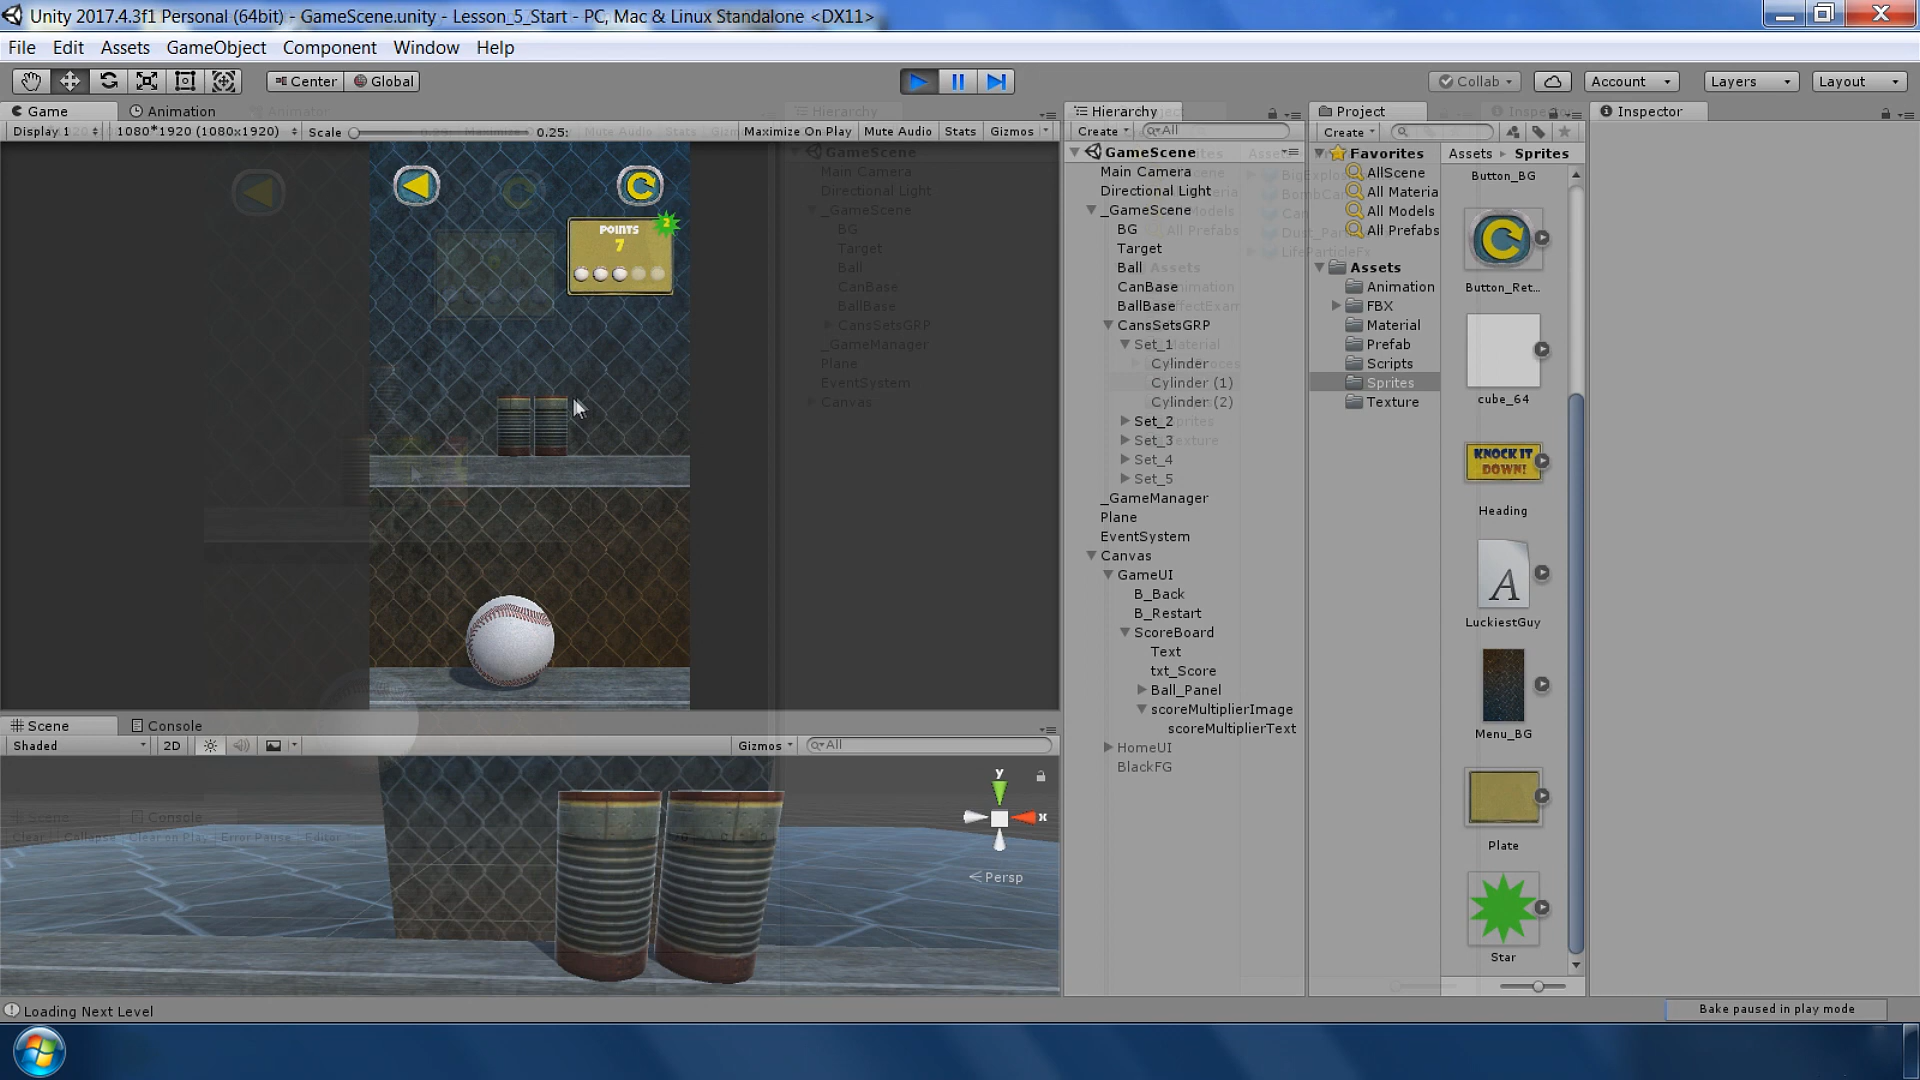 Unity 2017.4.3f1 Personal (64bit) - GameScene.unity - Lesson_5_Start - PC, Mac & Linux Standalone <DX11>
File Edit Assets GameObject Component Window Help
Center Global Collab Account Layers Layout
Game Animation Animator Hierarchy Project Inspector
Display 1 1080*1920 (1080x1920) Scale 0.25: Maximize On Play Mute Audio Stats Gizmos
POINTS
7
2
Create All
GameScene
Main Camera
Directional Light
_GameScene
BG
Target
Ball
CanBase
BallBase
CansSetsGRP
Set_1
Cylinder
Cylinder (1)
Cylinder (2)
Set_2
Set_3
Set_4
Set_5
_GameManager
Plane
EventSystem
Canvas
GameUI
B_Back
B_Restart
ScoreBoard
Text
txt_Score
Ball_Panel
scoreMultiplierImage
scoreMultiplierText
HomeUI
BlackFG
Hierarchy
GameScene
Main Camera
Directional Light
_GameScene
BG
Target
Ball
CanBase
BallBase
CansSetsGRP
_GameManager
Plane
EventSystem
Canvas
Create
Favorites
AllScene
All Materia
All Models
All Prefabs
Assets
Animation
FBX
Material
Prefab
Scripts
Sprites
Texture
Assets Sprites
Button_BG
Button_Ret...
cube_64
KNOCK IT
DOWN!
Heading
A
LuckiestGuy
Menu_BG
Plate
Star
Scene Console
Shaded 2D Gizmos All
y
x
Persp
Scene Console
Clear Collapse Clear on Play Error Pause Editor
Loading Next Level
Bake paused in play mode